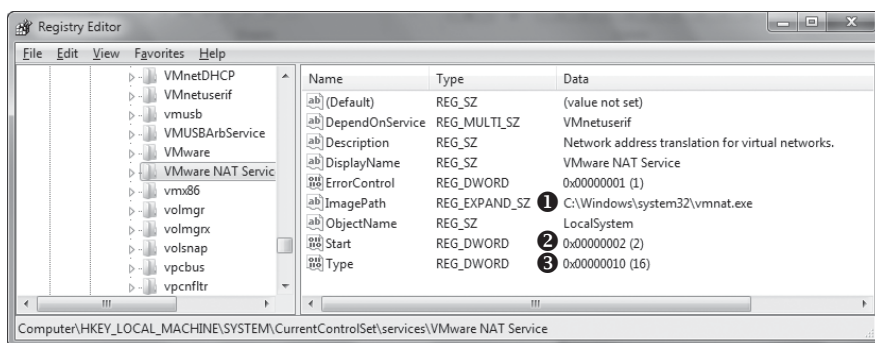 Registry Editor
File Edit View Favorites Help
VMnetDHCP
VMnetuserif
vmusb
VMUSBArbService
VMware
VMware NAT Servic
vmx86
volmgr
volmgrx
volsnap
vpcbus
vpcnfltr
Name Type Data
(Default) REG_SZ (value not set)
DependOnService REG_MULTI_SZ VMnetuserif
Description REG_SZ Network address translation for virtual networks.
DisplayName REG_SZ VMware NAT Service
ErrorControl REG_DWORD 0x00000001 (1)
ImagePath REG_EXPAND_SZ ❶ C:\Windows\system32\vmnat.exe
ObjectName REG_SZ LocalSystem
Start REG_DWORD ❷ 0x00000002 (2)
Type REG_DWORD ❸ 0x00000010 (16)
Computer\HKEY_LOCAL_MACHINE\SYSTEM\CurrentControlSet\services\VMware NAT Service